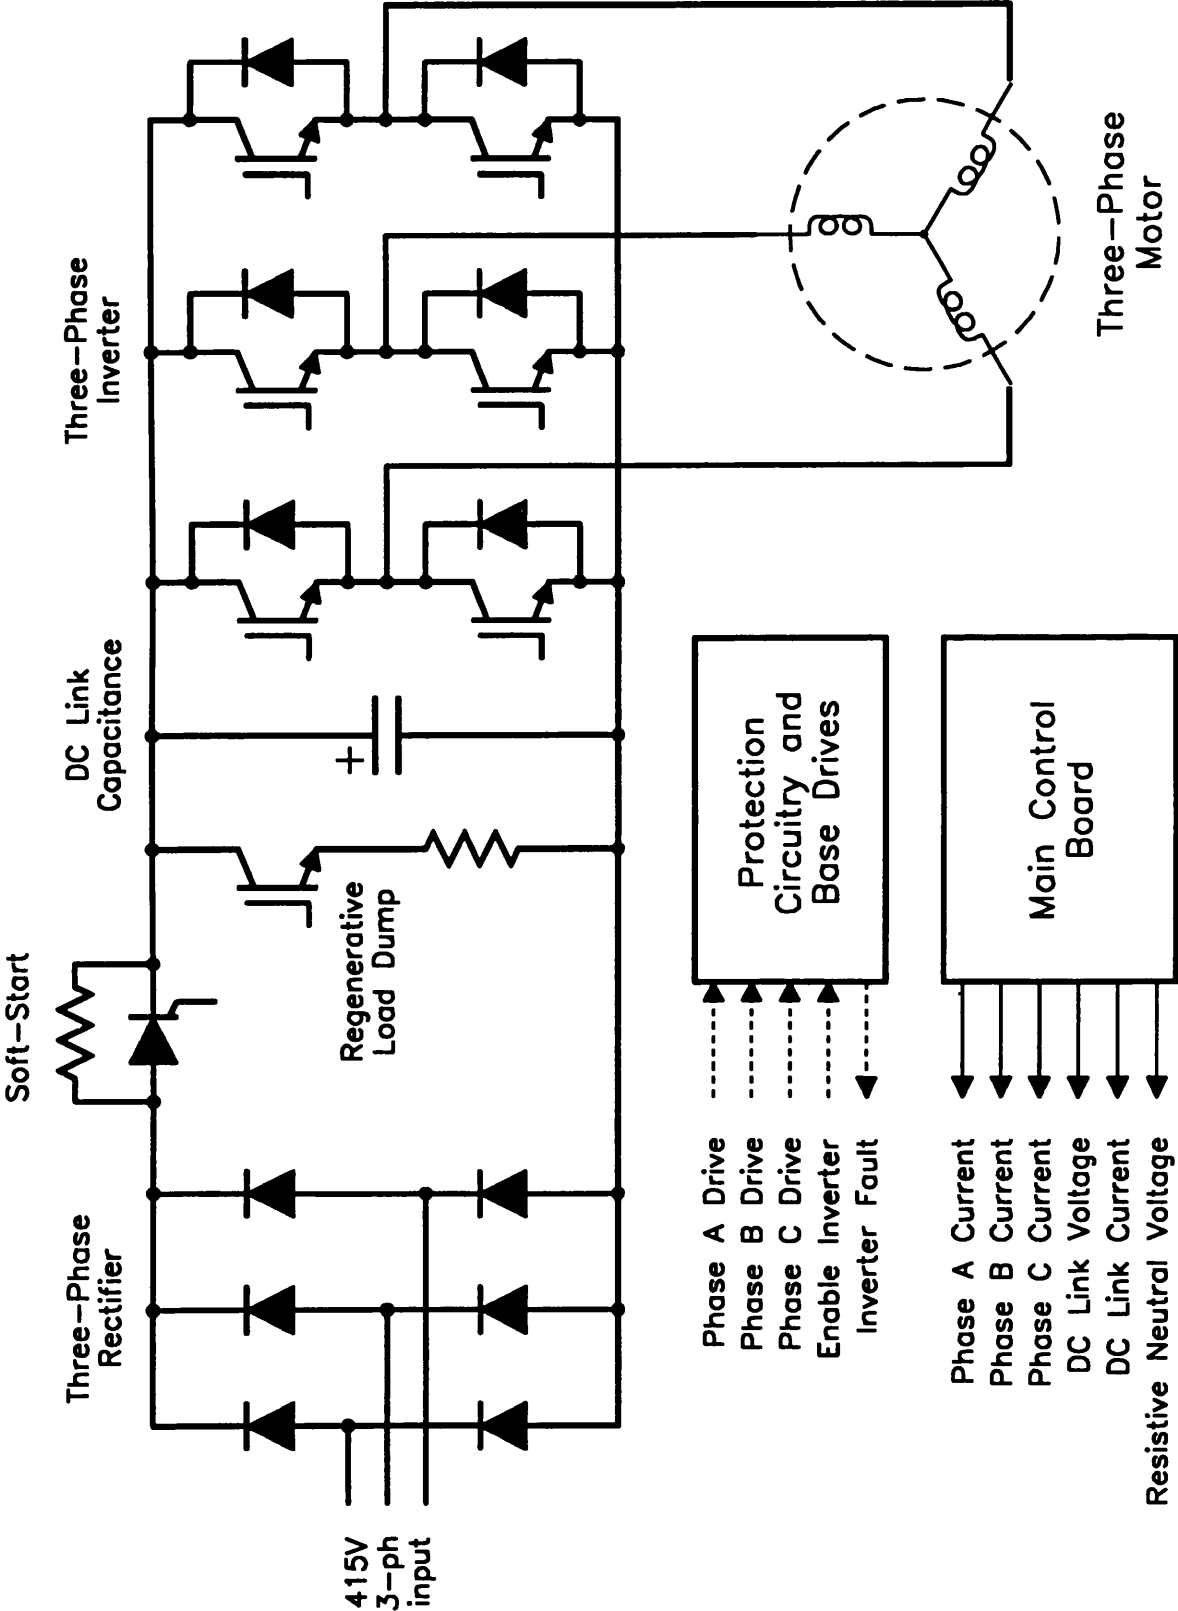 Three-Phase
Rectifier
Soft-Start
DC Link
Capacitance
Three-Phase
Inverter
415V
3-ph
input
Regenerative
Load Dump
+
Phase A Drive
Phase B Drive
Phase C Drive
Enable Inverter
Inverter Fault
Protection
Circuitry and
Base Drives
Three-Phase
Motor
Phase A Current
Phase B Current
Phase C Current
DC Link Voltage
DC Link Current
Resistive Neutral Voltage
Main Control
Board